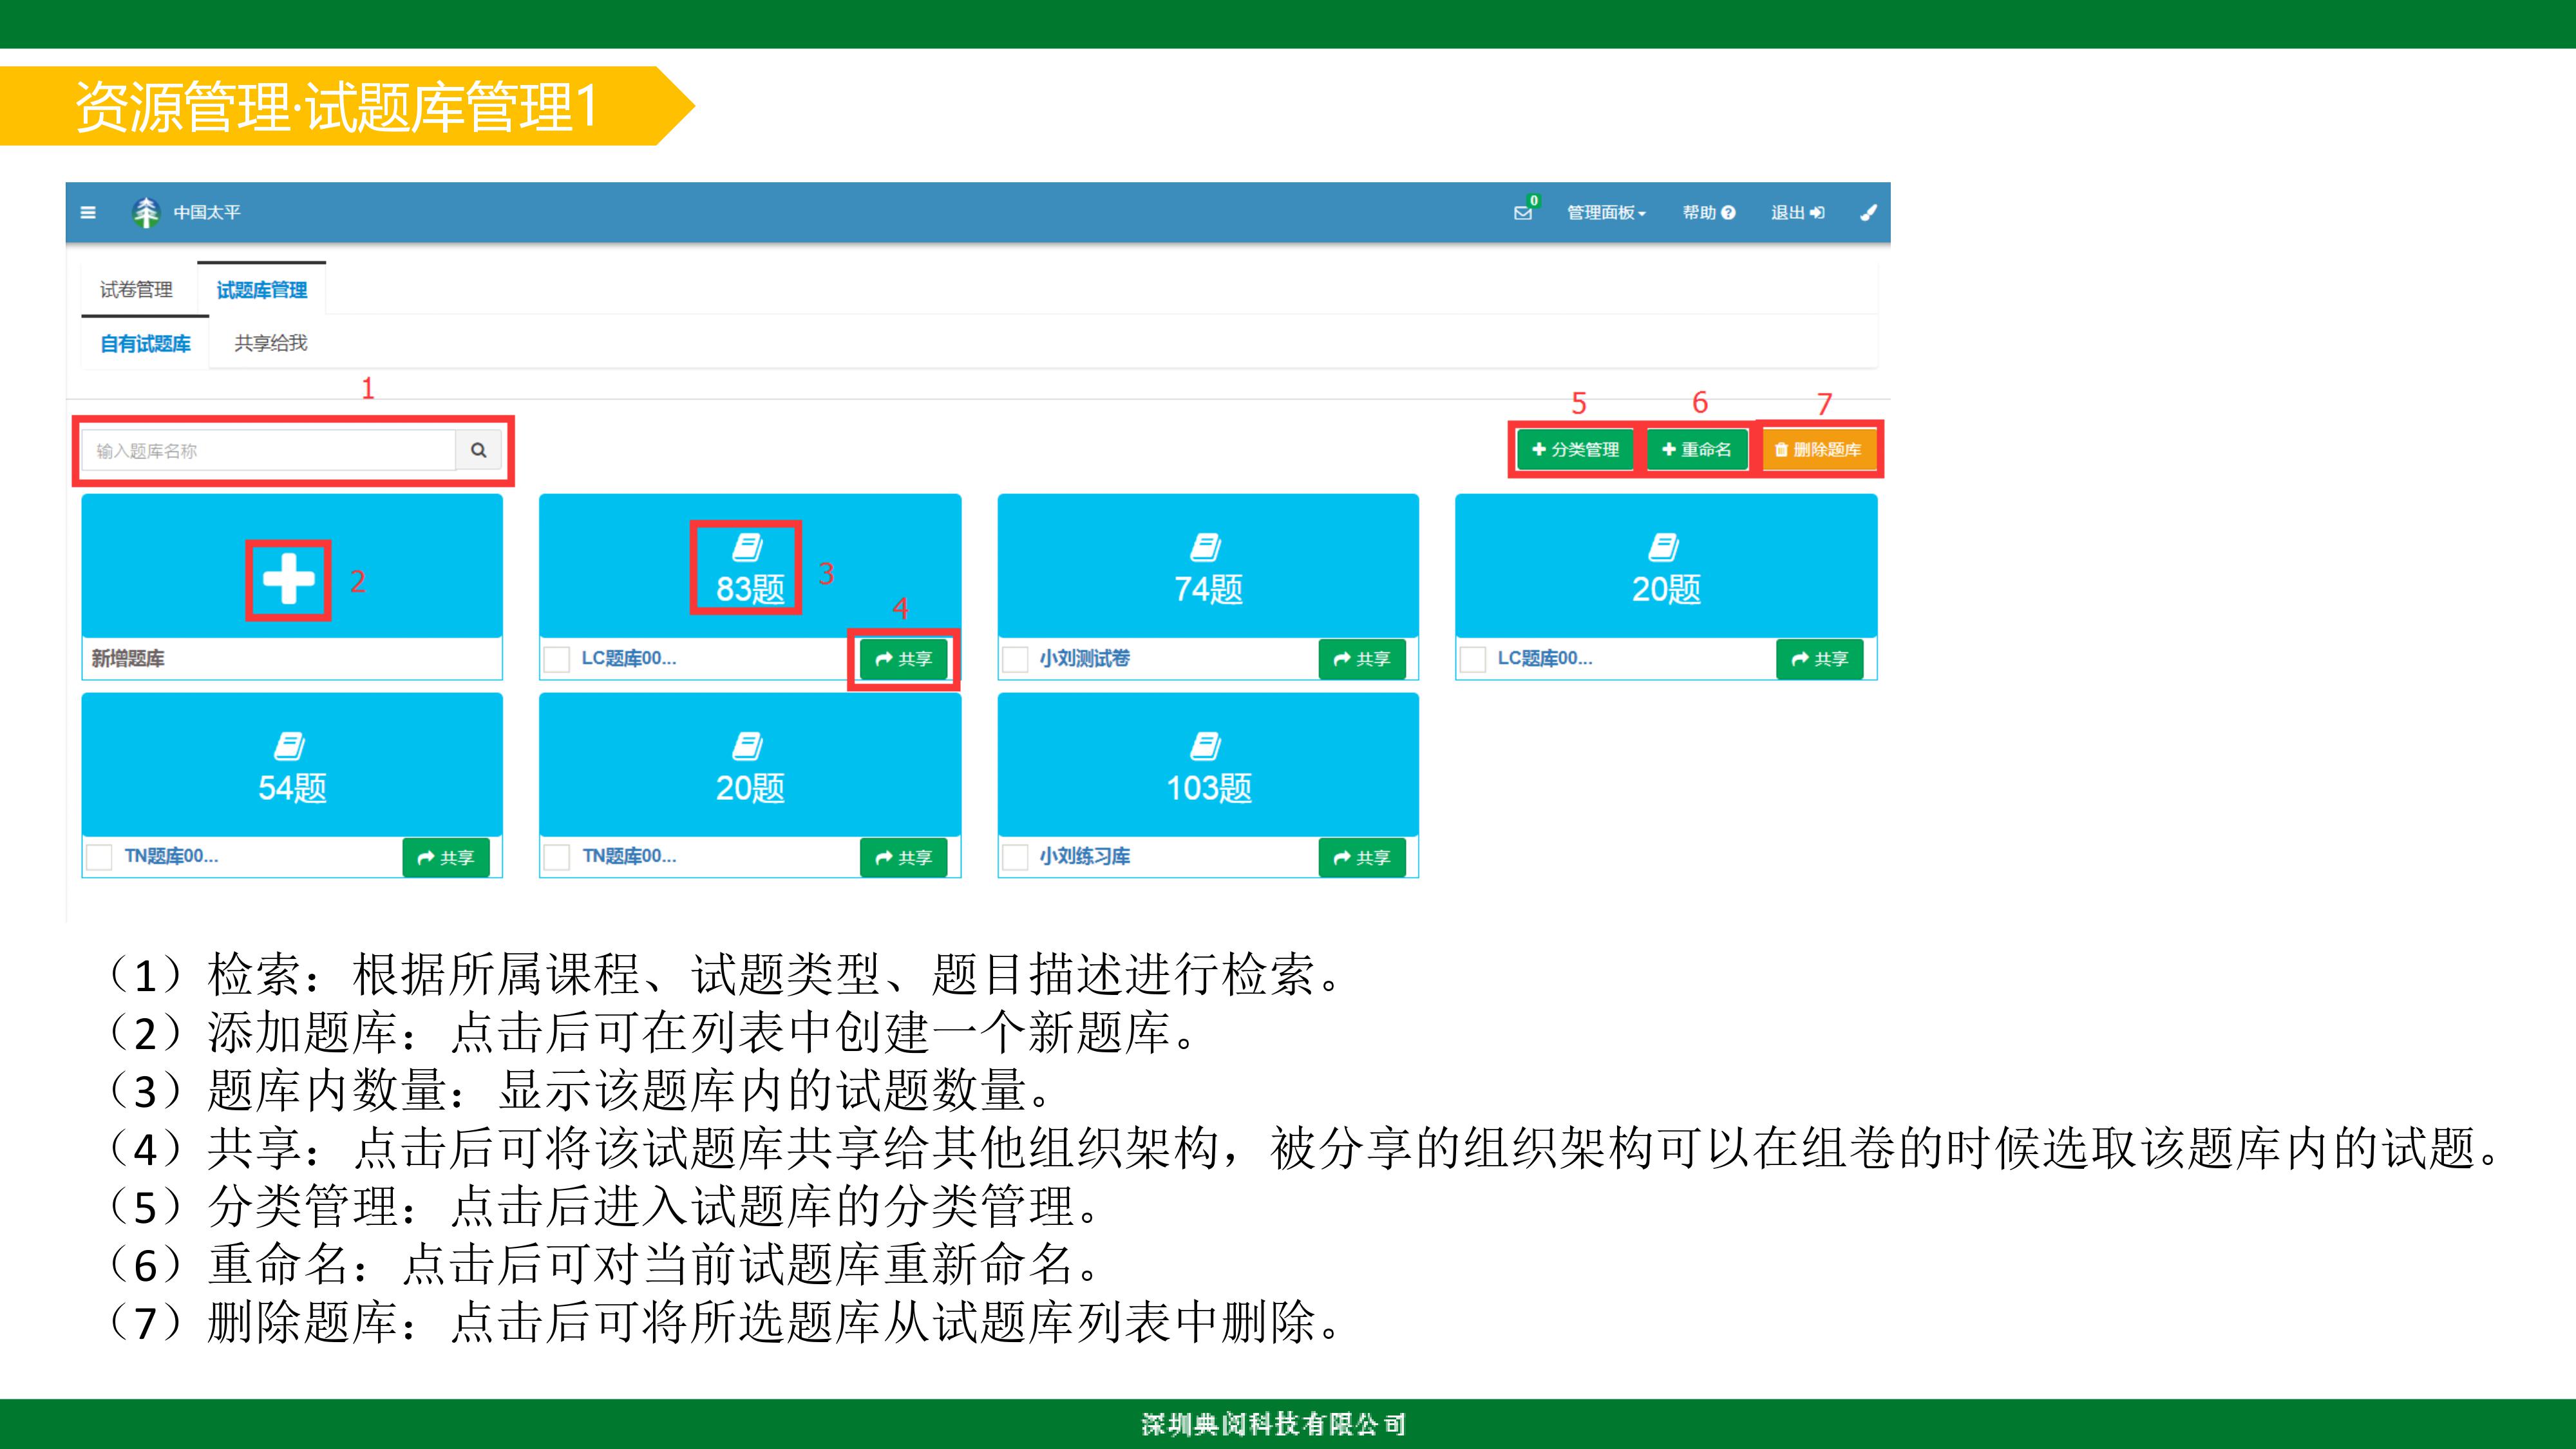 资源管理·试题库管理1
中国太平
0
管理面板
帮助
退出
试卷管理
试题库管理
自有试题库
共享给我
1
5
6
7
输入题库名称
分类管理
重命名
删除题库
2
83题
3
4
74题
20题
新增题库
LC题库00...
共享
小刘测试卷
共享
LC题库00...
共享
54题
20题
103题
TN题库00...
共享
TN题库00...
共享
小刘练习库
共享
（1）检索：根据所属课程、试题类型、题目描述进行检索。
（2）添加题库：点击后可在列表中创建一个新题库。
（3）题库内数量：显示该题库内的试题数量。
（4）共享：点击后可将该试题库共享给其他组织架构，被分享的组织架构可以在组卷的时候选取该题库内的试题。
（5）分类管理：点击后进入试题库的分类管理。
（6）重命名：点击后可对当前试题库重新命名。
（7）删除题库：点击后可将所选题库从试题库列表中删除。
深圳典阅科技有限公司